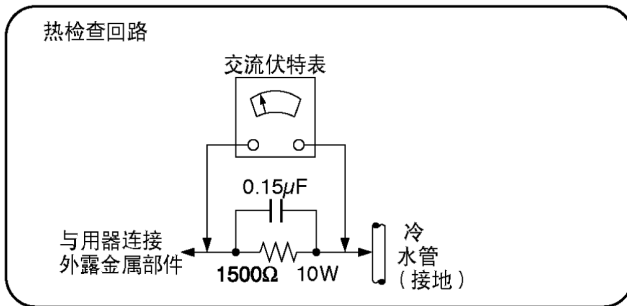 热检查回路
交流伏特表
0.15μF
与用器连接
外露金属部件
1500Ω 10W
冷
水管
（接地）